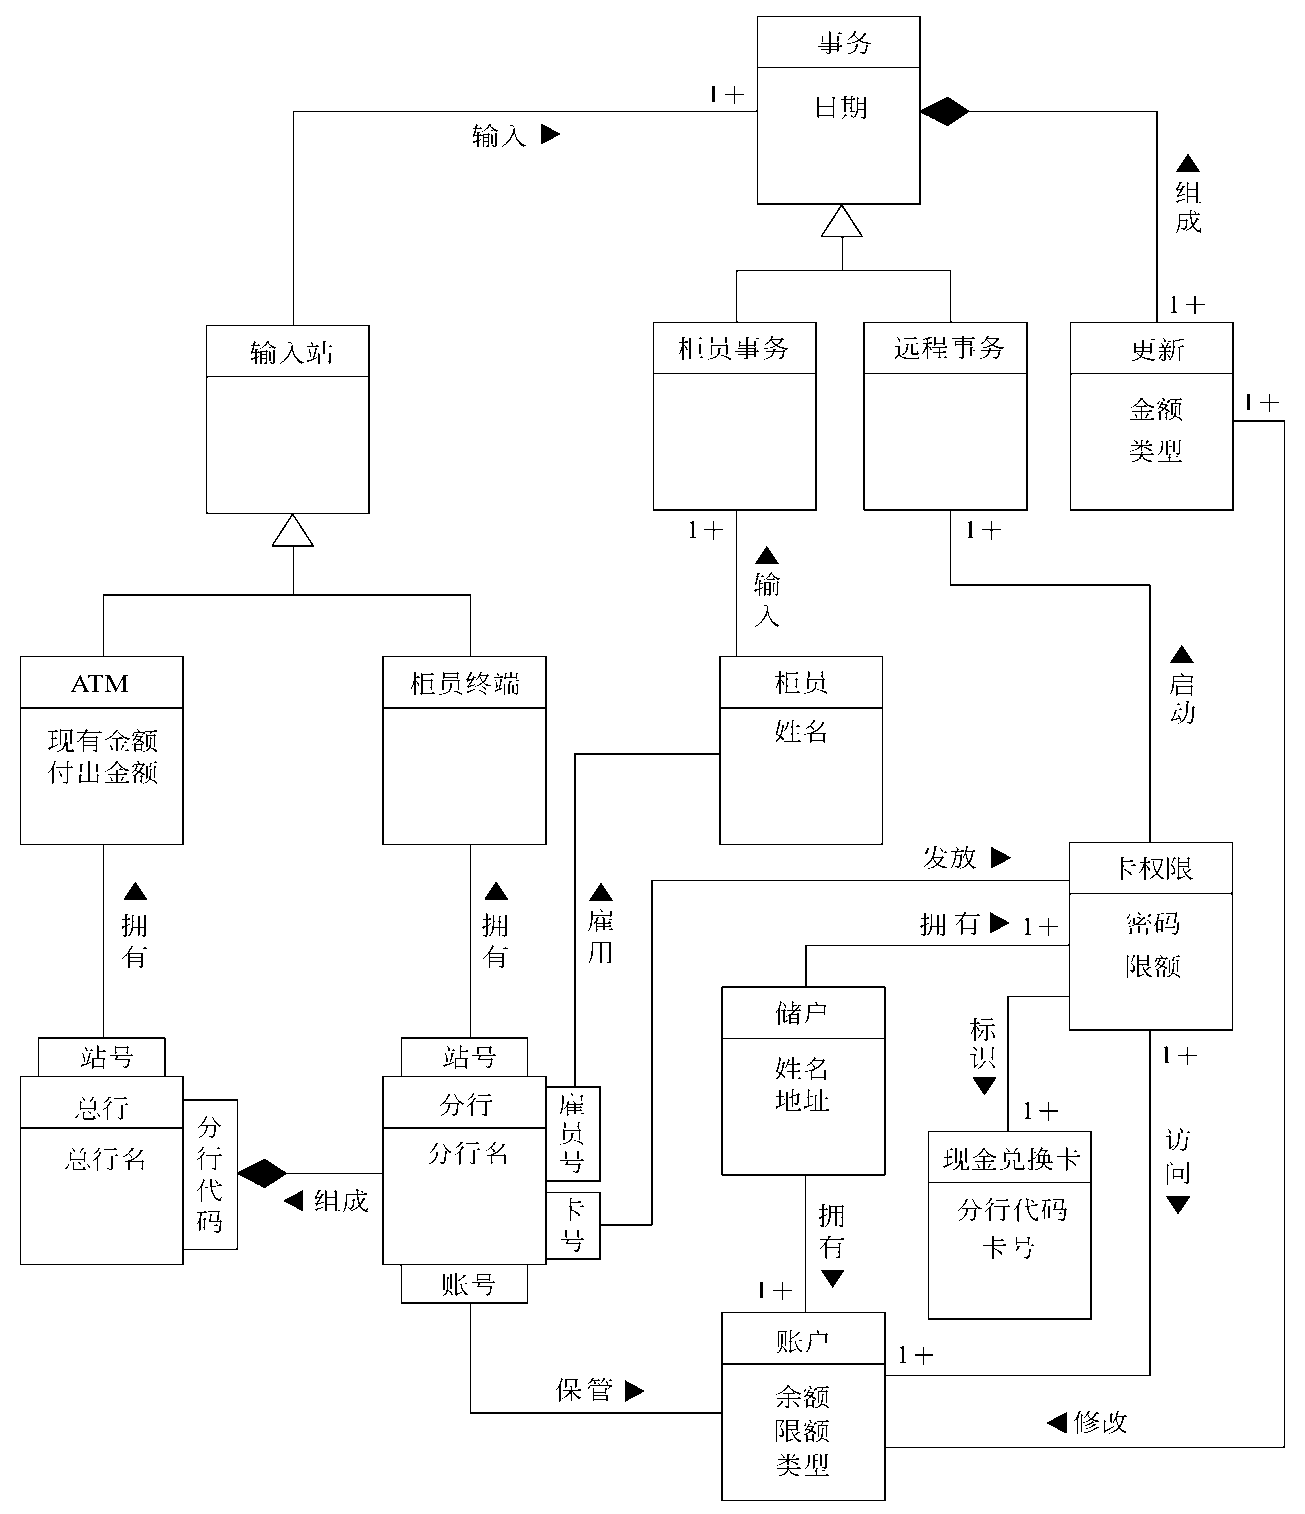 事务
日期
1+
输入
组成
1+
输入站
柜员事务
远程事务
更新
金额
类型
1+
1+
1+
输入
ATM
现有金额
付出金额
柜员终端
柜员
姓名
启动
拥有
拥有
雇用
发放
拥有
1+
卡权限
密码
限额
储户
姓名
地址
标识
1+
1+
站号
总行
总行名
分行代码
站号
分行
分行名
雇员号
卡号
账号
组成
现金兑换卡
分行代码
卡号
访问
拥有
1+
账户
余额
限额
类型
1+
保管
修改